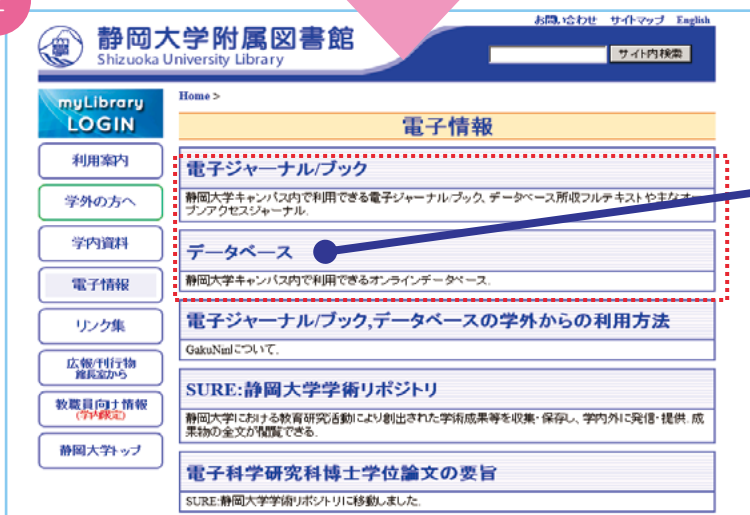 お問い合わせ サイトマップ English
静岡大学附属図書館
Shizuoka University Library
サイト内検索
myLibrary
LOGIN
利用案内
学外の方へ
学内資料
電子情報
リンク集
広報/刊行物
館長室から
教職員向け情報
(学内限定)
静岡大学トップ
Home >
電子情報
電子ジャーナル/ブック
静岡大学キャンパス内で利用できる電子ジャーナル/ブック、データベース所収フルテキストや主なオー
プンアクセスジャーナル.
データベース
静岡大学キャンパス内で利用できるオンラインデータベース.
電子ジャーナル/ブック,データベースの学外からの利用方法
GakuNinについて.
SURE:静岡大学学術リポジトリ
静岡大学における教育研究活動により創出された学術成果等を収集・保存し、学内外に発信・提供. 成
果物の全文が閲覧できる.
電子科学研究科博士学位論文の要旨
SURE:静岡大学学術リポジトリに移動しました.